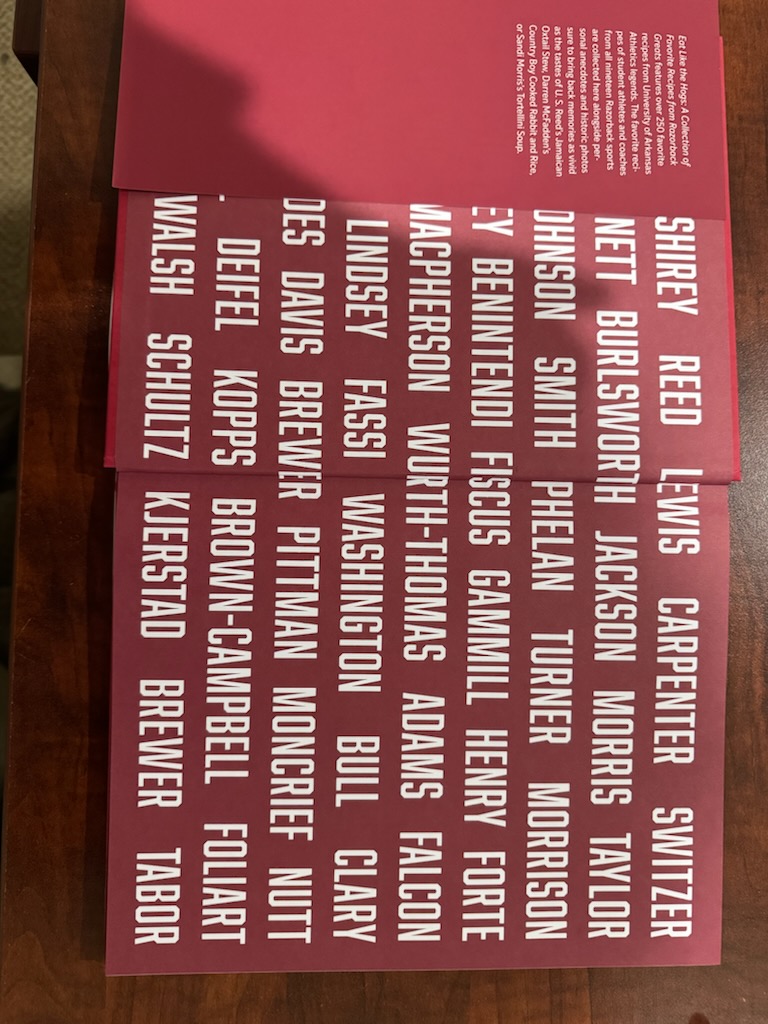 Eat Like the Hogs: A Collection of
Favorite Recipes from Razorback
Greats features over 250 favorite
recipes from University of Arkansas
Athletics legends. The favorite reci-
pes of student athletes and coaches
from all nineteen Razorback sports
are collected here alongside per-
sonal anecdotes and historic photos
sure to bring back memories as vivid
as the tastes of U. S. Reed's Jamaican
Oxtail Stew, Darren McFadden's
Country Boy Cooked Rabbit and Rice,
or Sandi Morris's Tortellini Soup.
SHIREY REED LEWIS CARPENTER SWITZER
NETT BURLSWORTH JACKSON MORRIS TAYLOR
OHNSON SMITH PHELAN TURNER MORRISON
EY BENINTENDI FISCUS GAMMILL HENRY FORTE
MACPHERSON WURTH-THOMAS ADAMS FALCON
LINDSEY FASSI WASHINGTON BULL CLARY
DES DAVIS BREWER PITTMAN MONCRIEF NUTT
DEIFEL KOPPS BROWN-CAMPBELL FOLIART
WALSH SCHULTZ KJERSTAD BREWER TABOR